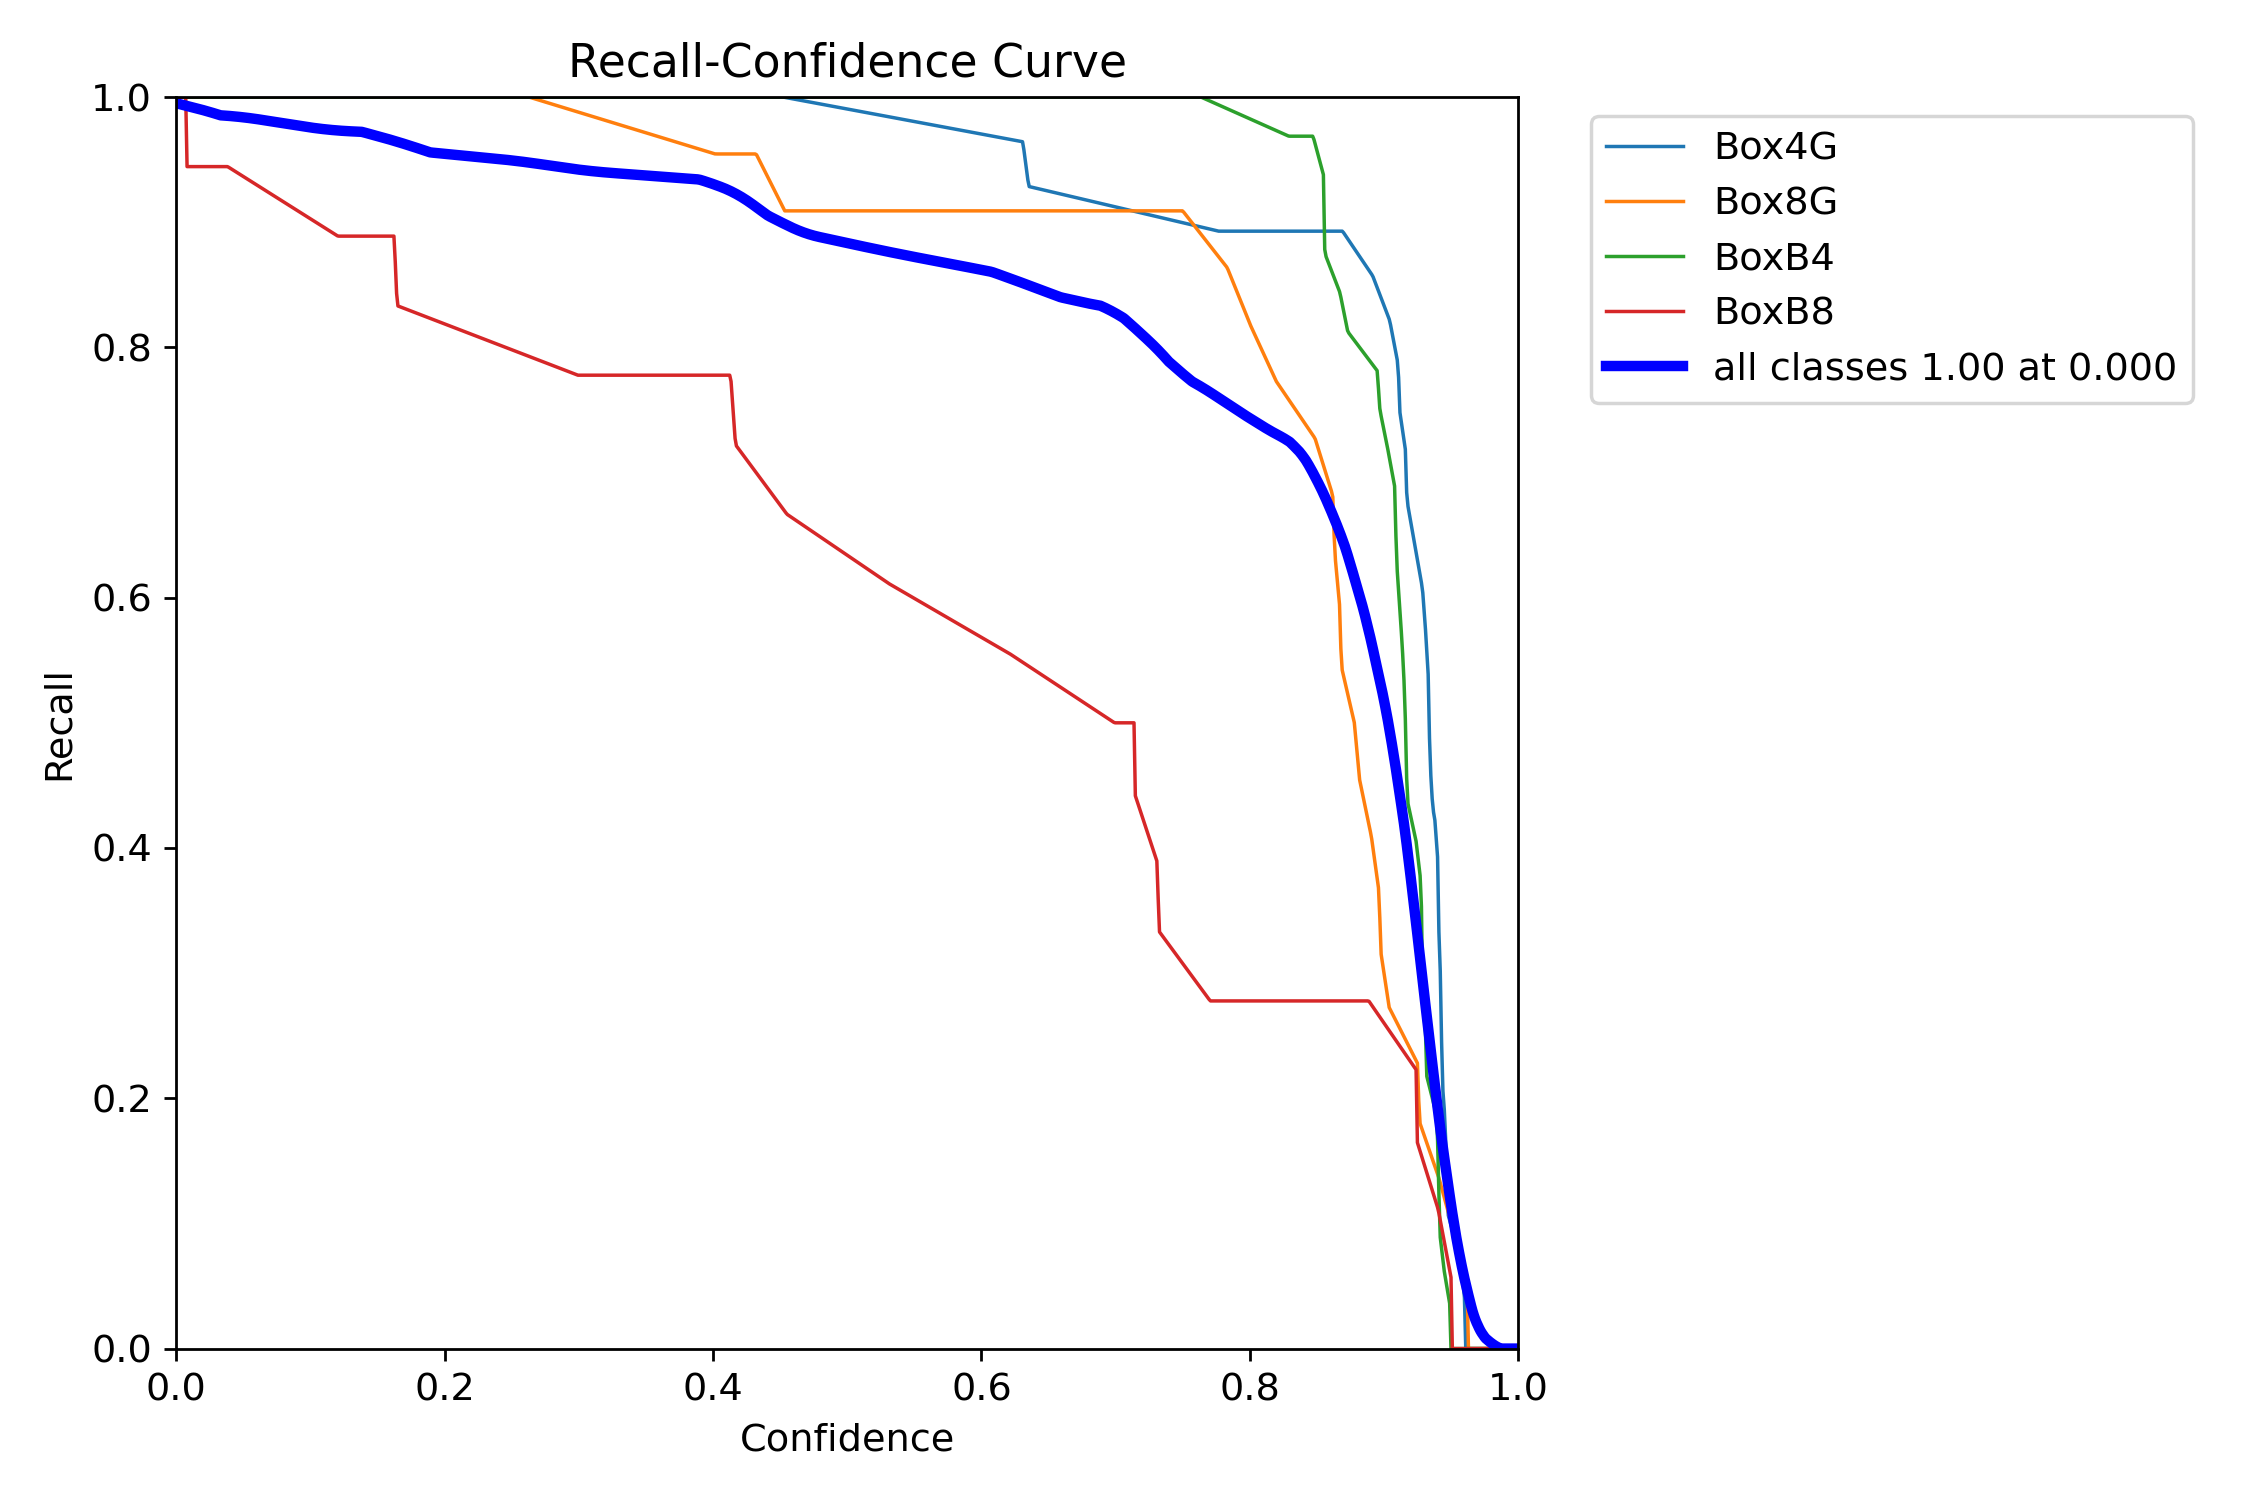 Recall-Confidence Curve
1.0
0.8
0.6
0.4
0.2
0.0
Recall
0.0 0.2 0.4 0.6 0.8 1.0
Confidence
Box4G
Box8G
BoxB4
BoxB8
all classes 1.00 at 0.000